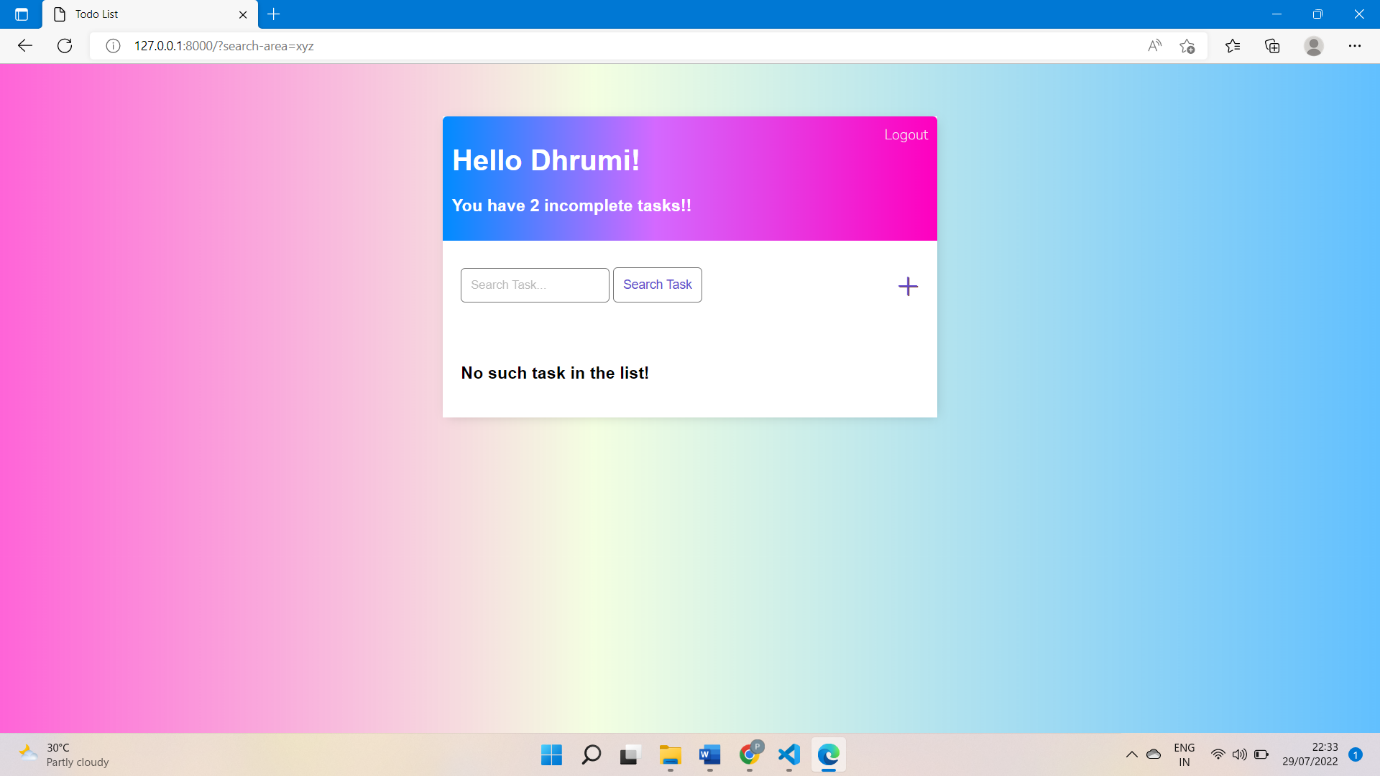 Todo List
127.0.0.1:8000/?search-area=xyz
Logout
Hello Dhrumi!
You have 2 incomplete tasks!!
Search Task...
Search Task
No such task in the list!
30°C
Partly cloudy
P
ENG
IN
22:33
29/07/2022
1